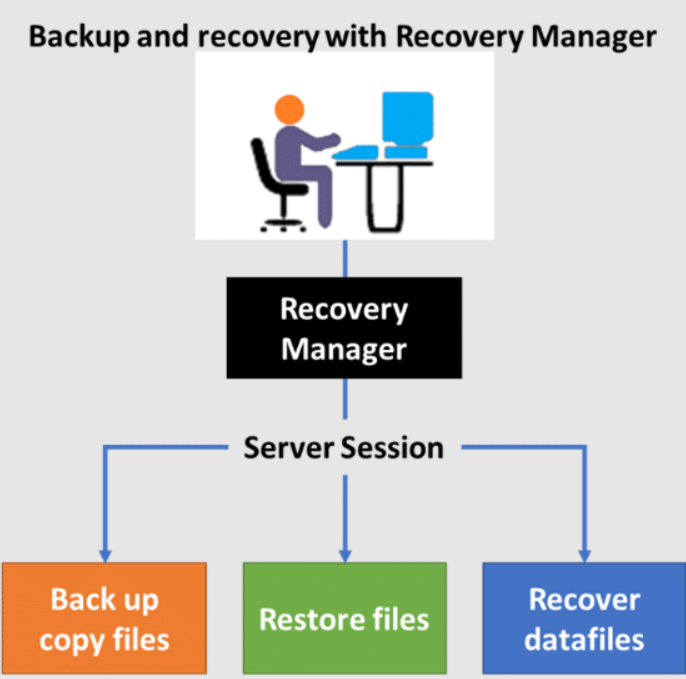 Backup and recovery with Recovery Manager
Recovery
Manager
Server Session
Back up
copy files
Restore files
Recover
datafiles